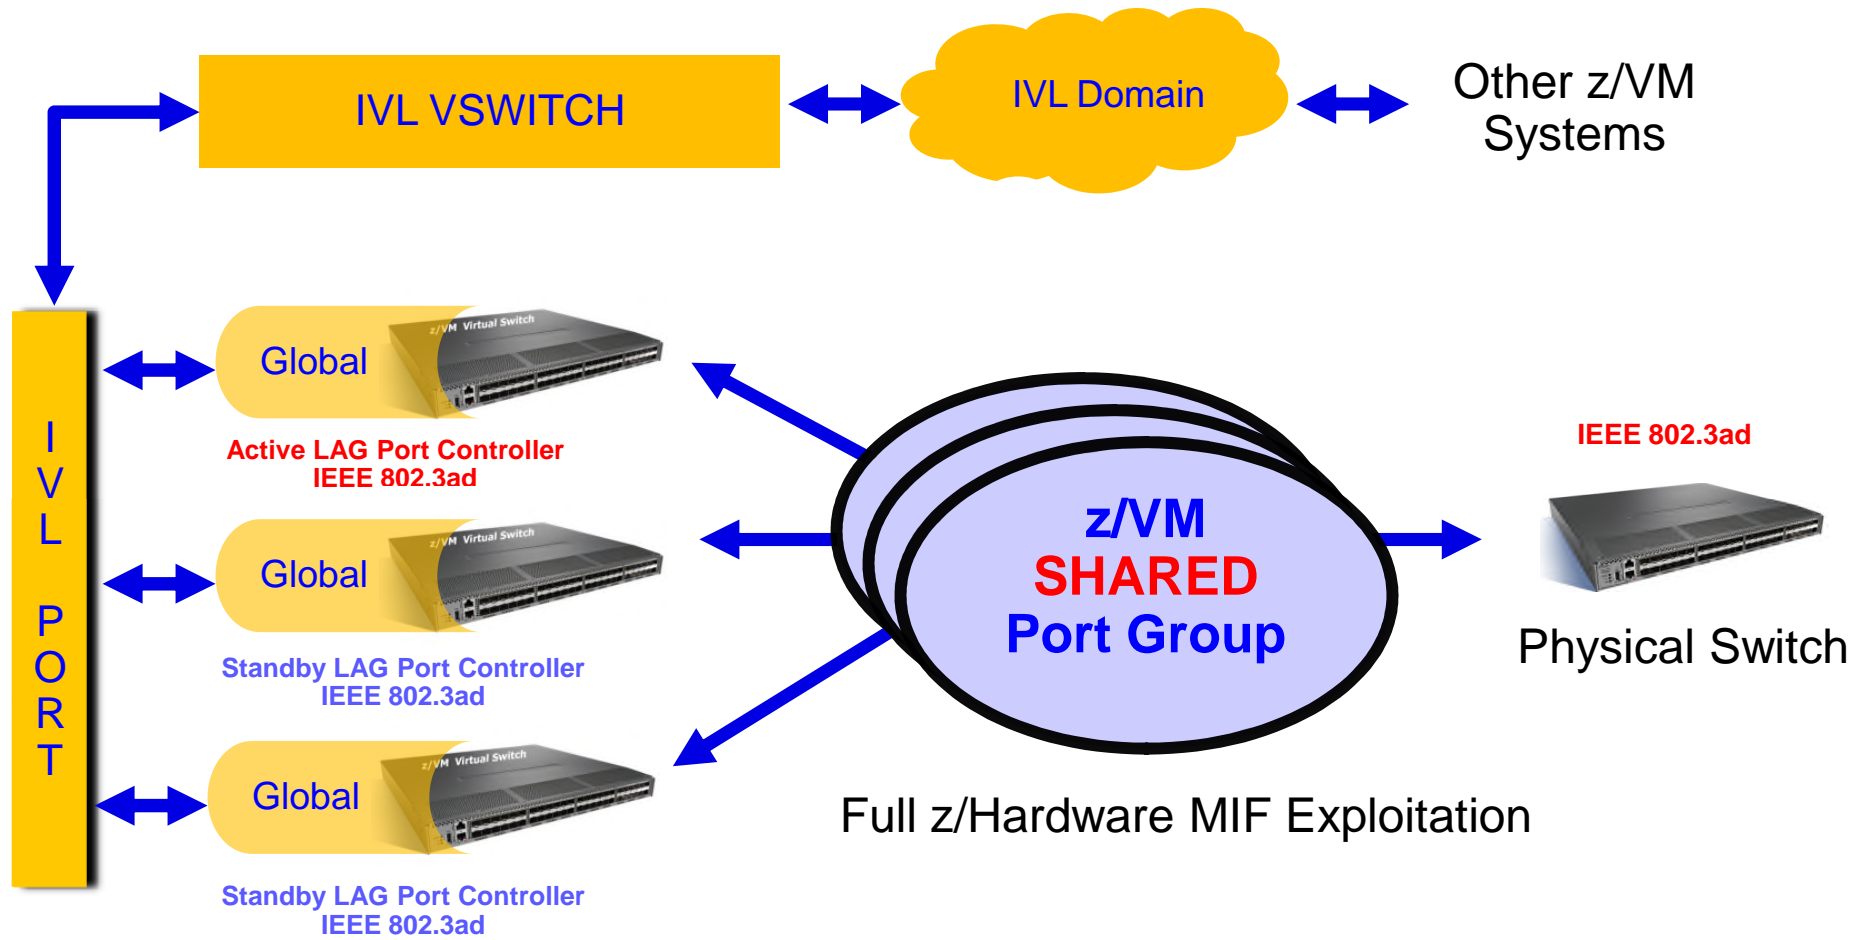 IVL VSWITCH
IVL Domain
Other z/VM
Systems
I
V
L
P
O
R
T
z/VM Virtual Switch
Global
Active LAG Port Controller
IEEE 802.3ad
z/VM Virtual Switch
Global
Standby LAG Port Controller
IEEE 802.3ad
z/VM Virtual Switch
Global
Standby LAG Port Controller
IEEE 802.3ad
z/VM
SHARED
Port Group
Full z/Hardware MIF Exploitation
IEEE 802.3ad
Physical Switch